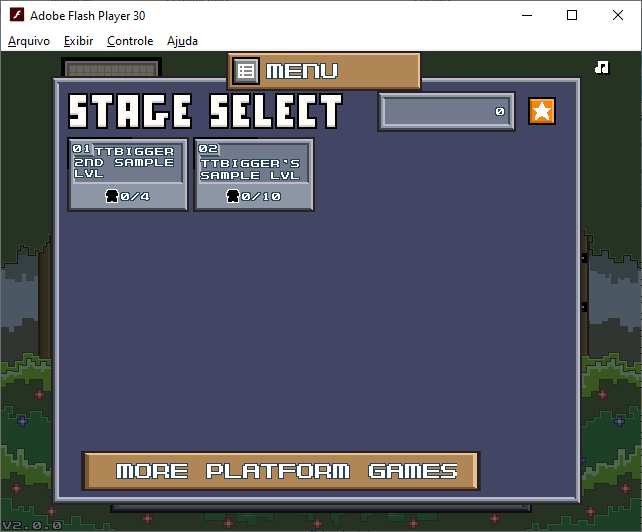 Adobe Flash Player 30
Arquivo Exibir Controle Ajuda
MENU
STAGE SELECT
0
01 TTBIGGER
2ND SAMPLE
LVL
0/4
02
TTBIGGER'S
SAMPLE LVL
0/10
MORE PLATFORM GAMES
V2.0.0